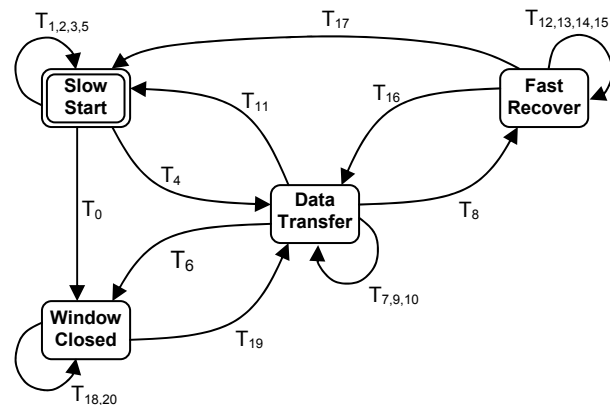 T1,2,3,5
T17
T12,13,14,15
Slow
Start
Fast
Recover
T11
T16
T4
Data
Transfer
T0
T8
T6
T7,9,10
Window
Closed
T19
T18,20